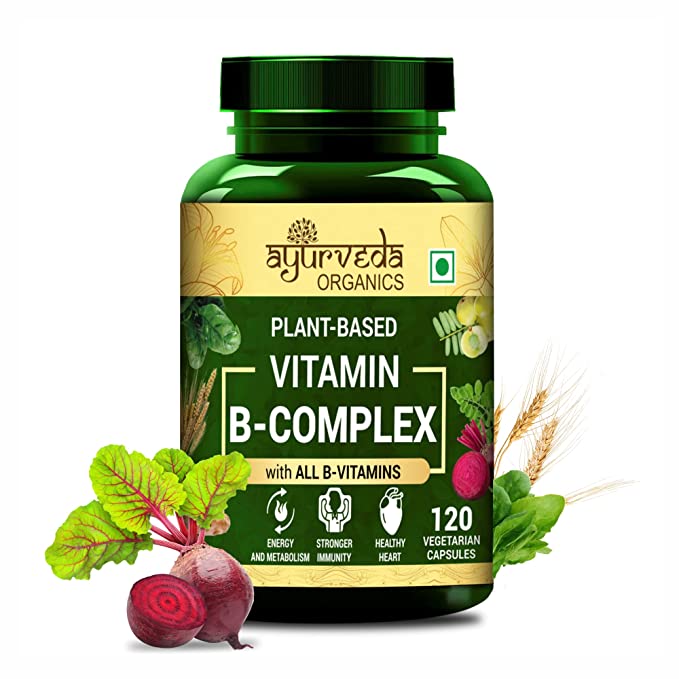 ayurveda
ORGANICS
PLANT-BASED
VITAMIN
B-COMPLEX
with ALL B-VITAMINS
ENERGY
AND METABOLISM
STRONGER
IMMUNITY
HEALTHY
HEART
120
VEGETARIAN
CAPSULES